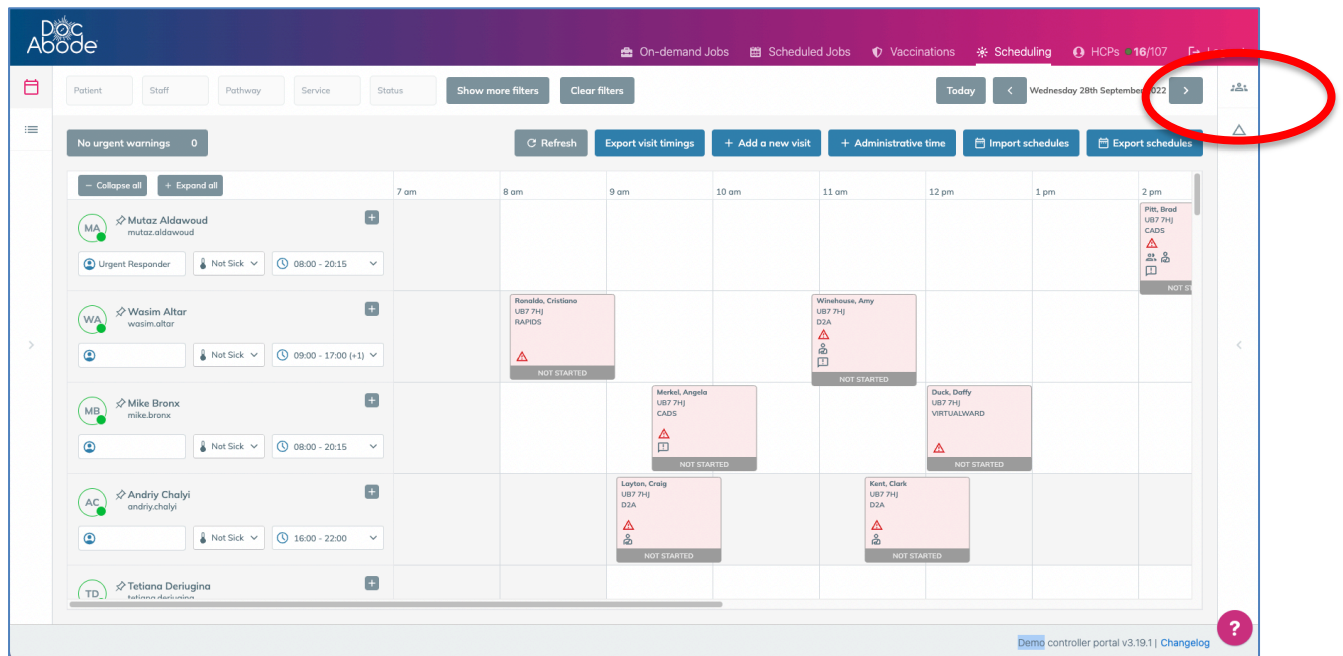 Doc
Abode
On-demand Jobs
Scheduled Jobs
Vaccinations
Scheduling
HCPs 16/107
Patient
Staff
Pathway
Service
Status
Show more filters
Clear filters
Today
Wednesday 28th September 2022
No urgent warnings 0
Refresh
Export visit timings
+ Add a new visit
+ Administrative time
Import schedules
Export schedules
− Collapse all
+ Expand all
7 am
8 am
9 am
10 am
11 am
12 pm
1 pm
2 pm
MA
Mutaz Aldawoud
mutaz.aldawoud
Urgent Responder
Not Sick
08:00 - 20:15
Pitt, Brad
UB7 7HJ
CADS
NOT ST
WA
Wasim Altar
wasim.altar
Not Sick
09:00 - 17:00 (+1)
Ronaldo, Cristiano
UB7 7HJ
RAPIDS
NOT STARTED
Winehouse, Amy
UB7 7HJ
D2A
NOT STARTED
MB
Mike Bronx
mike.bronx
Not Sick
08:00 - 20:15
Merkel, Angela
UB7 7HJ
CADS
NOT STARTED
Duck, Daffy
UB7 7HJ
VIRTUALWARD
NOT STARTED
AC
Andriy Chalyi
andriy.chalyi
Not Sick
16:00 - 22:00
Layton, Craig
UB7 7HJ
D2A
NOT STARTED
Kent, Clark
UB7 7HJ
D2A
NOT STARTED
TD
Tetiana Deriugina
tetiana.deriugina
?
Demo controller portal v3.19.1 | Changelog